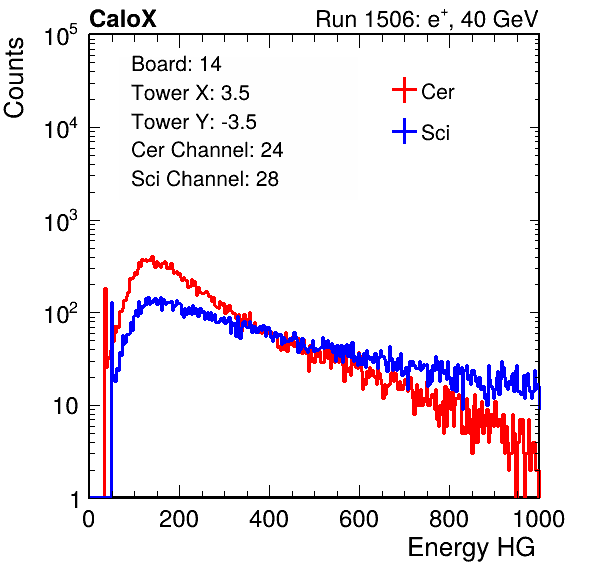 CaloX
Run 1506: e+, 40 GeV
Counts
Board: 14
Tower X: 3.5
Tower Y: -3.5
Cer Channel: 24
Sci Channel: 28
Cer
Sci
10^5
10^4
10^3
10^2
10
1
0 200 400 600 800 1000
Energy HG